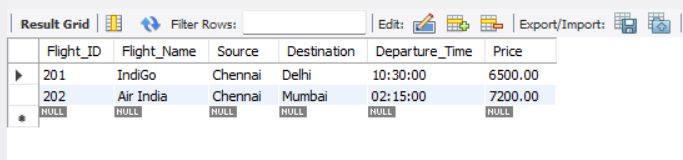 Result Grid Filter Rows: Edit: Export/Import:
Flight_ID Flight_Name Source Destination Departure_Time Price
201 IndiGo Chennai Delhi 10:30:00 6500.00
202 Air India Chennai Mumbai 02:15:00 7200.00
NULL NULL NULL NULL NULL NULL